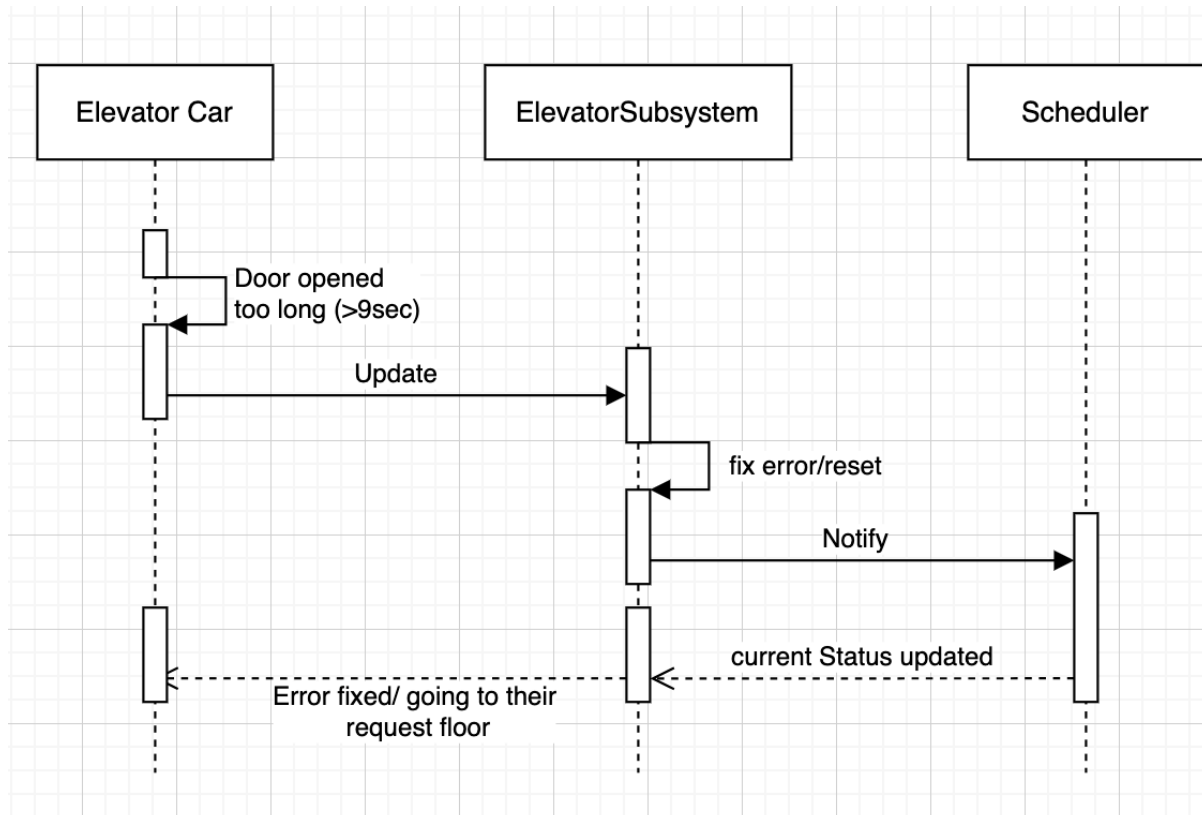 Elevator Car
ElevatorSubsystem
Scheduler
Door opened
too long (>9sec)
Update
fix error/reset
Notify
current Status updated
Error fixed/ going to their
request floor